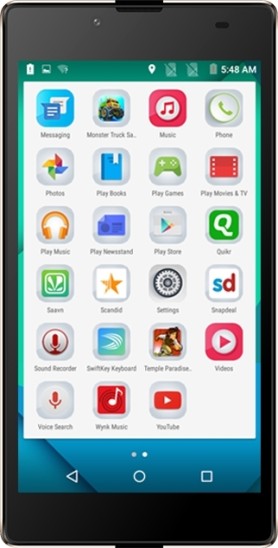 5:48 AM
Messaging Monster Truck Sa.. Music Phone
Photos Play Books Play Games Play Movies & TV
Play Music Play Newsstand Play Store Quikr
Saavn Scandid Settings sd Snapdeal
Sound Recorder SwiftKey Keyboard Temple Paradise.. Videos
Voice Search Wynk Music YouTube